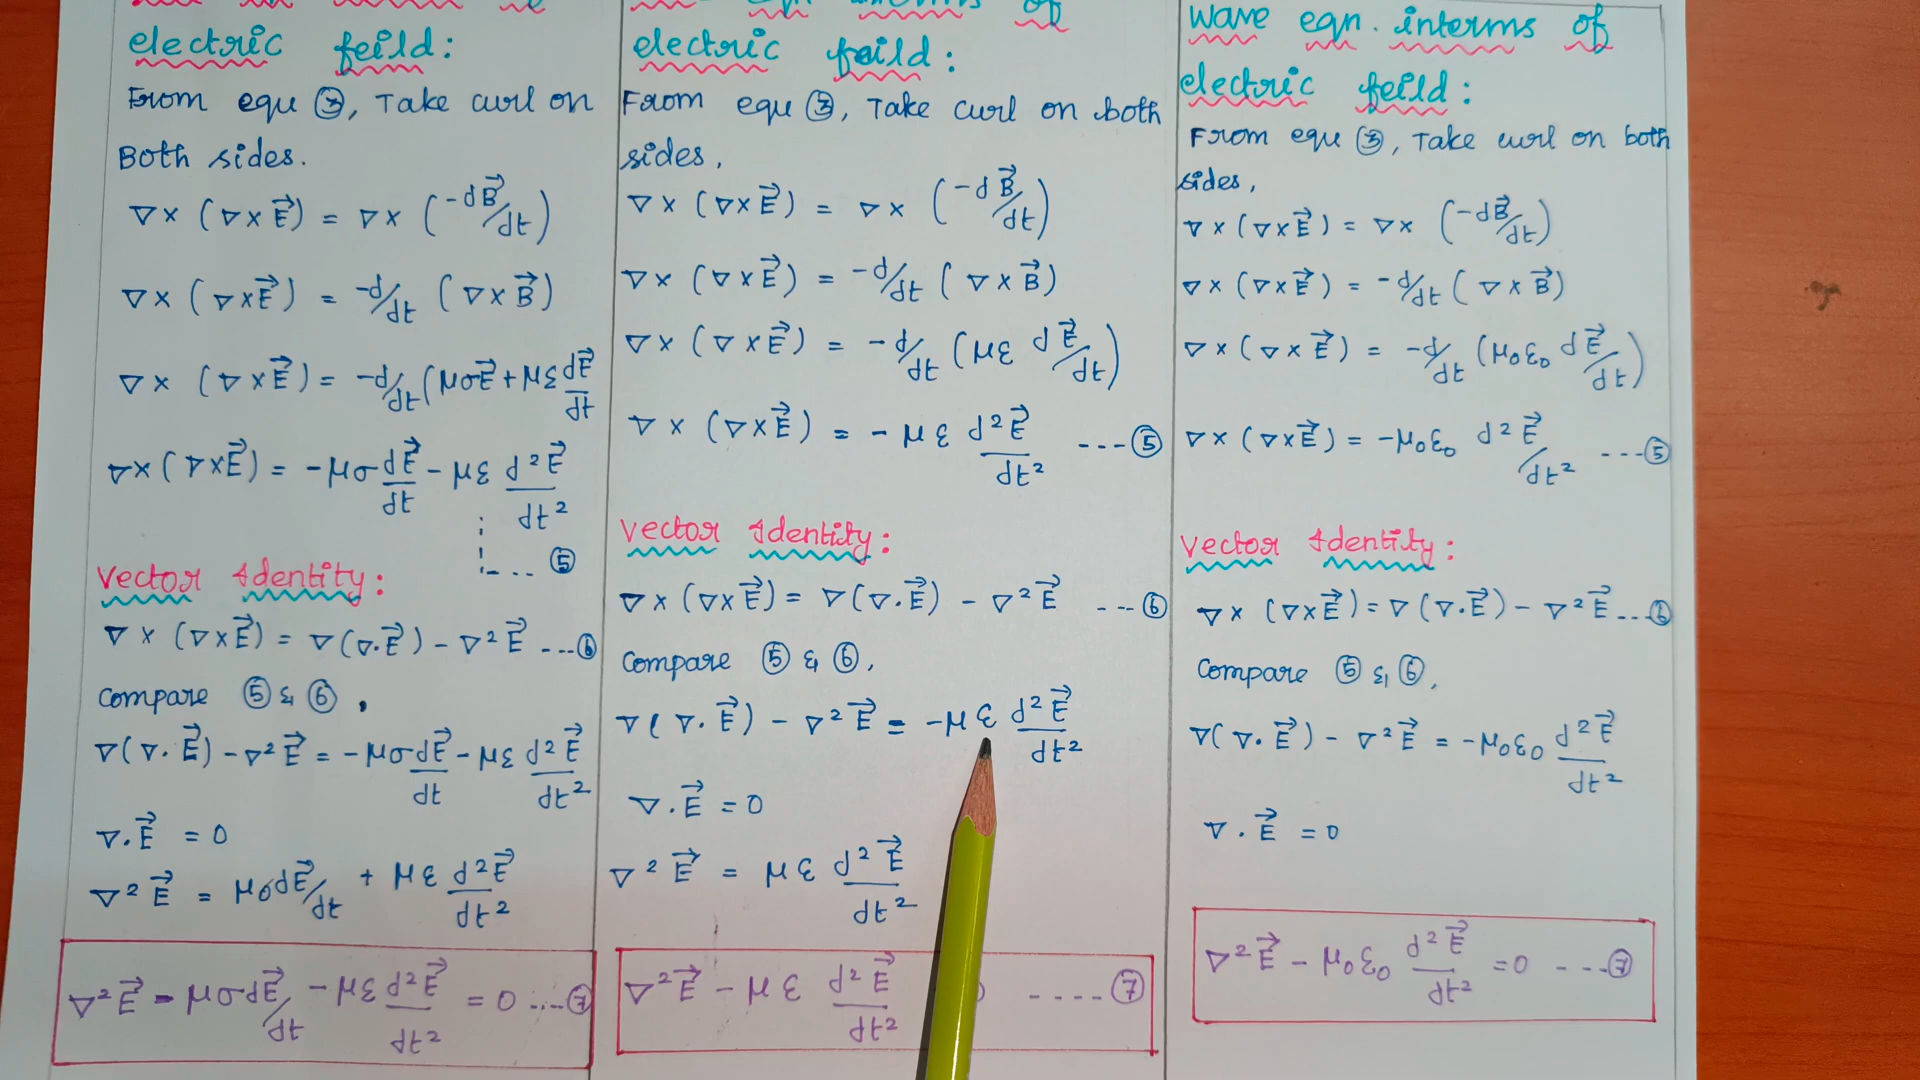 electric feild:
From equ ③, Take curl on
Both sides.
∇ × (∇ × E⃗) = ∇ × (-dB⃗/dt)
∇ × (∇ × E⃗) = -d/dt (∇ × B⃗)
∇ × (∇ × E⃗) = -d/dt (μσE⃗ + με dE⃗/dt
∇ × (∇ × E⃗) = -μσ dE⃗/dt - με d²E⃗/dt²
--- ⑤
Vector Identity:
∇ × (∇ × E⃗) = ∇(∇.E⃗) - ∇²E⃗ ---⑥
Compare ⑤ & ⑥,
∇(∇.E⃗) - ∇²E⃗ = -μσ dE⃗/dt - με d²E⃗/dt²
∇.E⃗ = 0
∇²E⃗ = μσdE⃗/dt + με d²E⃗/dt²
∇²E⃗ - μσdE⃗/dt - με d²E⃗/dt² = 0 ---⑦
electric feild:
From equ ③, Take curl on both
sides,
∇ × (∇ × E⃗) = ∇ × (-dB⃗/dt)
∇ × (∇ × E⃗) = -d/dt (∇ × B⃗)
∇ × (∇ × E⃗) = -d/dt (με dE⃗/dt)
∇ × (∇ × E⃗) = -με d²E⃗/dt² ---⑤
Vector Identity:
∇ × (∇ × E⃗) = ∇(∇.E⃗) - ∇²E⃗ ---⑥
Compare ⑤ & ⑥,
∇(∇.E⃗) - ∇²E⃗ = -με d²E⃗/dt²
∇.E⃗ = 0
∇²E⃗ = με d²E⃗/dt²
∇²E⃗ - με d²E⃗/dt² ----⑦
Wave eqn. interms of
electric feild:
From equ ③, Take curl on both
sides,
∇ × (∇ × E⃗) = ∇ × (-dB⃗/dt)
∇ × (∇ × E⃗) = -d/dt (∇ × B⃗)
∇ × (∇ × E⃗) = -d/dt (μ₀ε₀ dE⃗/dt)
∇ × (∇ × E⃗) = -μ₀ε₀ d²E⃗/dt² ---⑤
Vector Identity:
∇ × (∇ × E⃗) = ∇(∇.E⃗) - ∇²E⃗ ---⑥
Compare ⑤ & ⑥,
∇(∇.E⃗) - ∇²E⃗ = -μ₀ε₀ d²E⃗/dt²
∇.E⃗ = 0
∇²E⃗ - μ₀ε₀ d²E⃗/dt² = 0 ---⑦